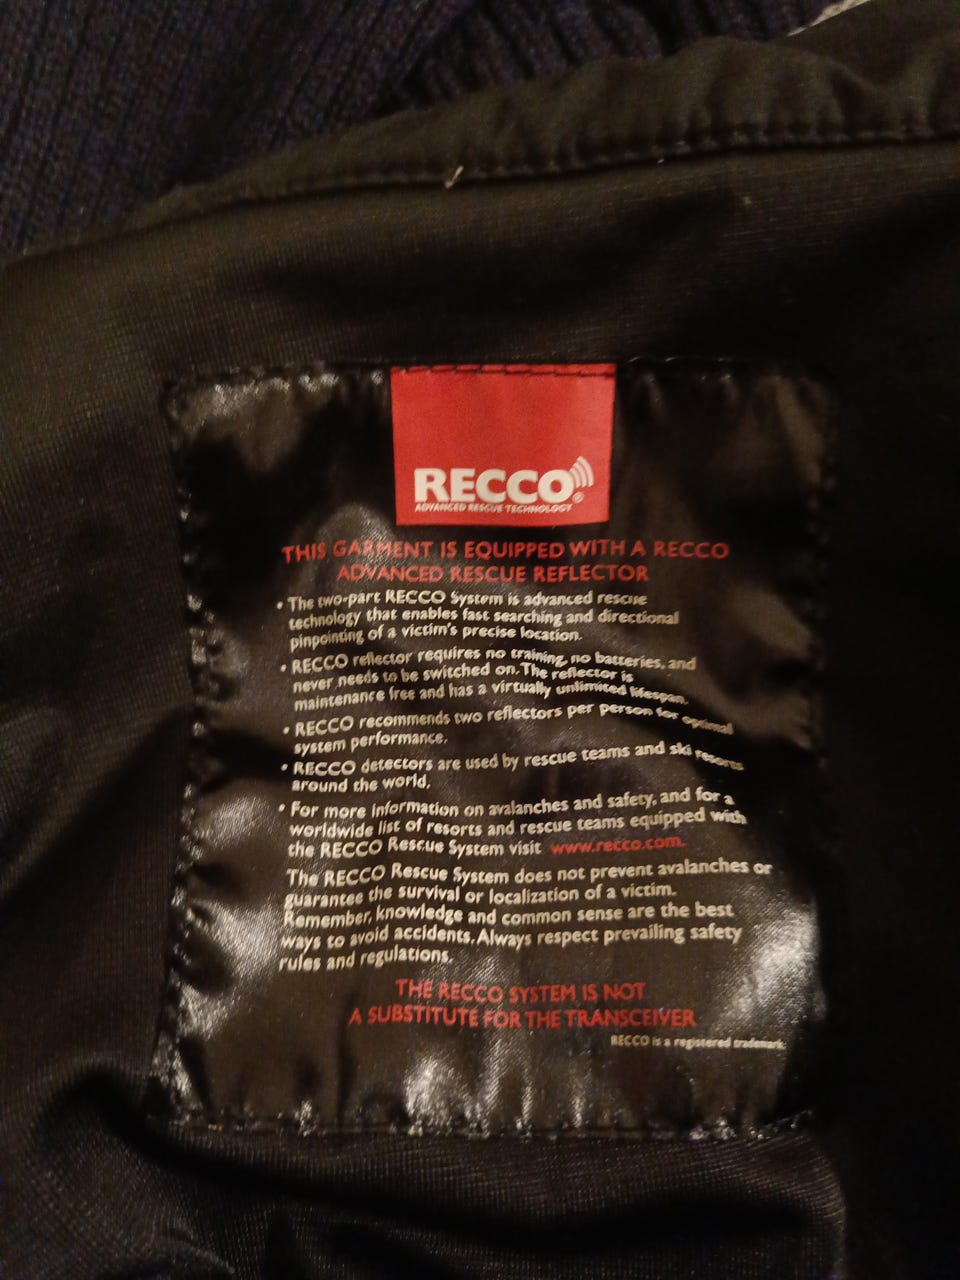 RECCO®
ADVANCED RESCUE TECHNOLOGY
THIS GARMENT IS EQUIPPED WITH A RECCO
ADVANCED RESCUE REFLECTOR
• The two-part RECCO System is advanced rescue
technology that enables fast searching and directional
pinpointing of a victim's precise location.
• RECCO reflector requires no training, no batteries, and
never needs to be switched on. The reflector is
maintenance free and has a virtually unlimited lifespan.
• RECCO recommends two reflectors per person for optimal
system performance.
• RECCO detectors are used by rescue teams and ski resorts
around the world.
• For more information on avalanches and safety, and for a
worldwide list of resorts and rescue teams equipped with
the RECCO Rescue System visit www.recco.com.
The RECCO Rescue System does not prevent avalanches or
guarantee the survival or localization of a victim.
Remember, knowledge and common sense are the best
ways to avoid accidents. Always respect prevailing safety
rules and regulations.
THE RECCO SYSTEM IS NOT
A SUBSTITUTE FOR THE TRANSCEIVER
RECCO is a registered trademark.